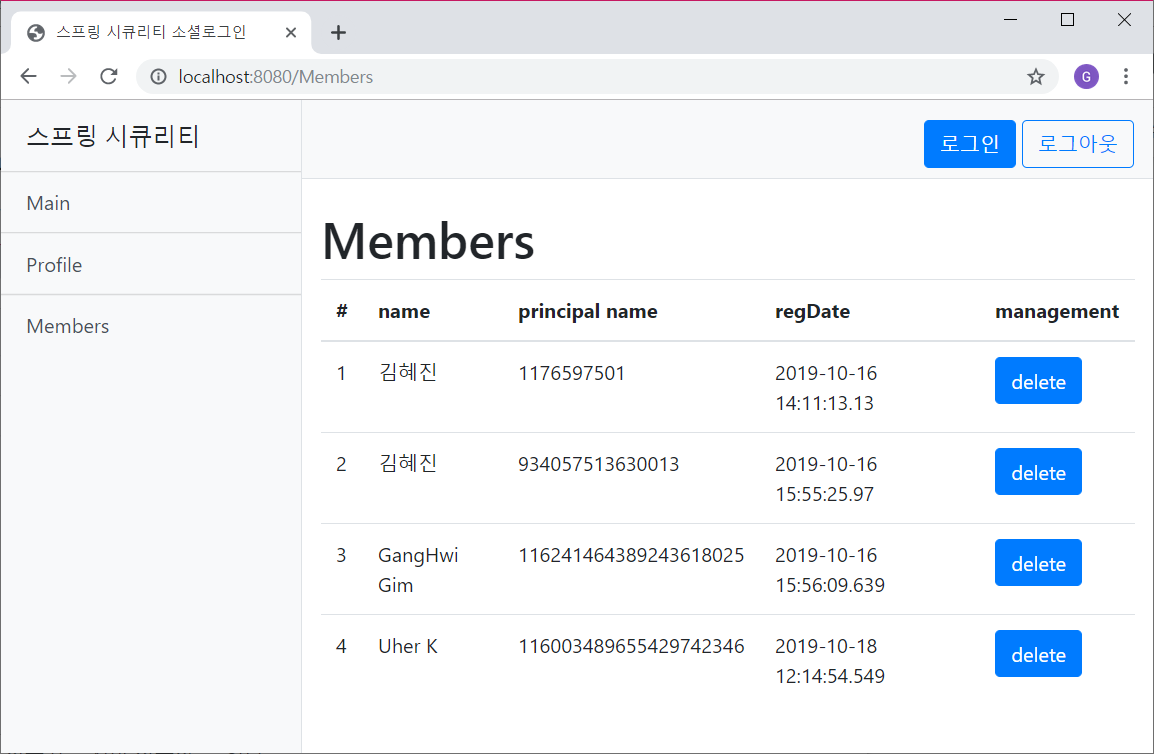 스프링 시큐리티 소셜로그인
localhost:8080/Members
G
스프링 시큐리티
로그인 로그아웃
Main
Profile
Members
Members
# name principal name regDate management
1 김혜진 1176597501 2019-10-16 delete
14:11:13.13
2 김혜진 934057513630013 2019-10-16 delete
15:55:25.97
3 GangHwi 116241464389243618025 2019-10-16 delete
Gim 15:56:09.639
4 Uher K 116003489655429742346 2019-10-18 delete
12:14:54.549